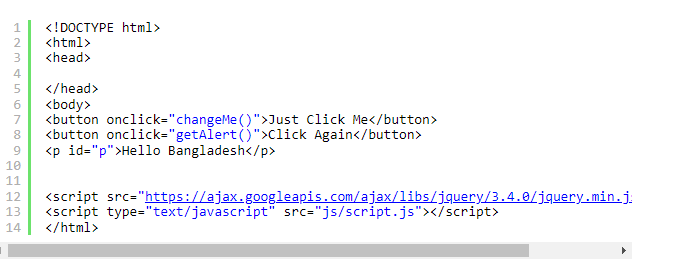 1 <!DOCTYPE html>
2 <html>
3 <head>
4
5 </head>
6 <body>
7 <button onclick="changeMe()">Just Click Me</button>
8 <button onclick="getAlert()">Click Again</button>
9 <p id="p">Hello Bangladesh</p>
10
11
12 <script src="https://ajax.googleapis.com/ajax/libs/jquery/3.4.0/jquery.min.j
13 <script type="text/javascript" src="js/script.js"></script>
14 </html>